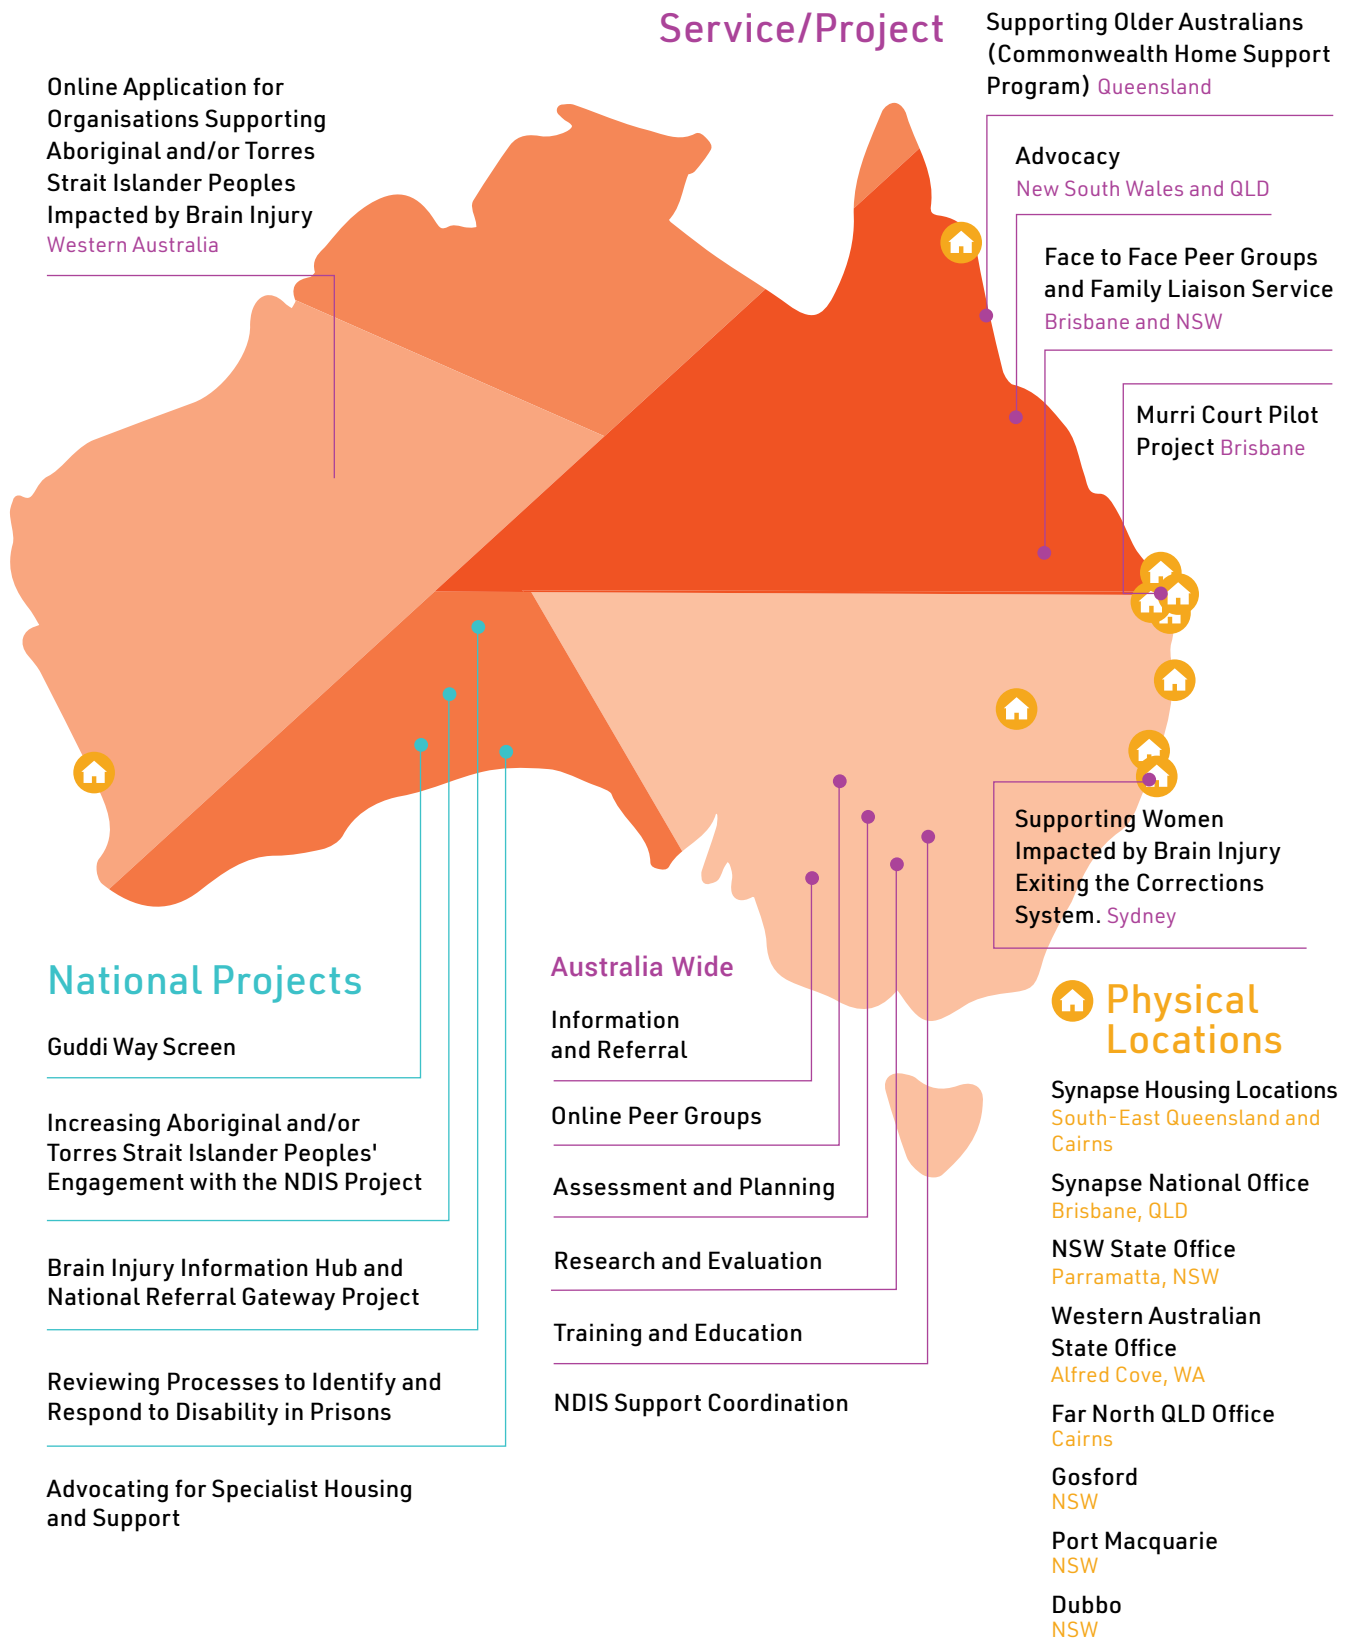 Service/Project
Online Application for
Organisations Supporting
Aboriginal and/or Torres
Strait Islander Peoples
Impacted by Brain Injury
Western Australia
Supporting Older Australians
(Commonwealth Home Support
Program) Queensland
Advocacy
New South Wales and QLD
Face to Face Peer Groups
and Family Liaison Service
Brisbane and NSW
Murri Court Pilot
Project Brisbane
Supporting Women
Impacted by Brain Injury
Exiting the Corrections
System. Sydney
National Projects
Guddi Way Screen
Increasing Aboriginal and/or
Torres Strait Islander Peoples'
Engagement with the NDIS Project
Brain Injury Information Hub and
National Referral Gateway Project
Reviewing Processes to Identify and
Respond to Disability in Prisons
Advocating for Specialist Housing
and Support
Australia Wide
Information
and Referral
Online Peer Groups
Assessment and Planning
Research and Evaluation
Training and Education
NDIS Support Coordination
Physical
Locations
Synapse Housing Locations
South-East Queensland and
Cairns
Synapse National Office
Brisbane, QLD
NSW State Office
Parramatta, NSW
Western Australian
State Office
Alfred Cove, WA
Far North QLD Office
Cairns
Gosford
NSW
Port Macquarie
NSW
Dubbo
NSW